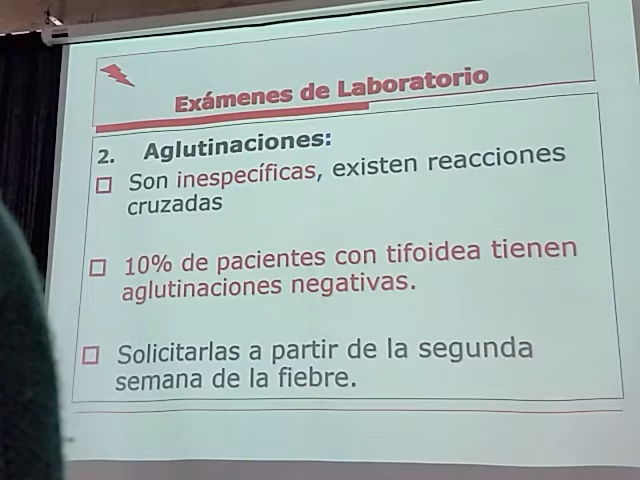 Exámenes de Laboratorio
2. Aglutinaciones:
Son inespecíficas, existen reacciones
cruzadas
10% de pacientes con tifoidea tienen
aglutinaciones negativas.
Solicitarlas a partir de la segunda
semana de la fiebre.